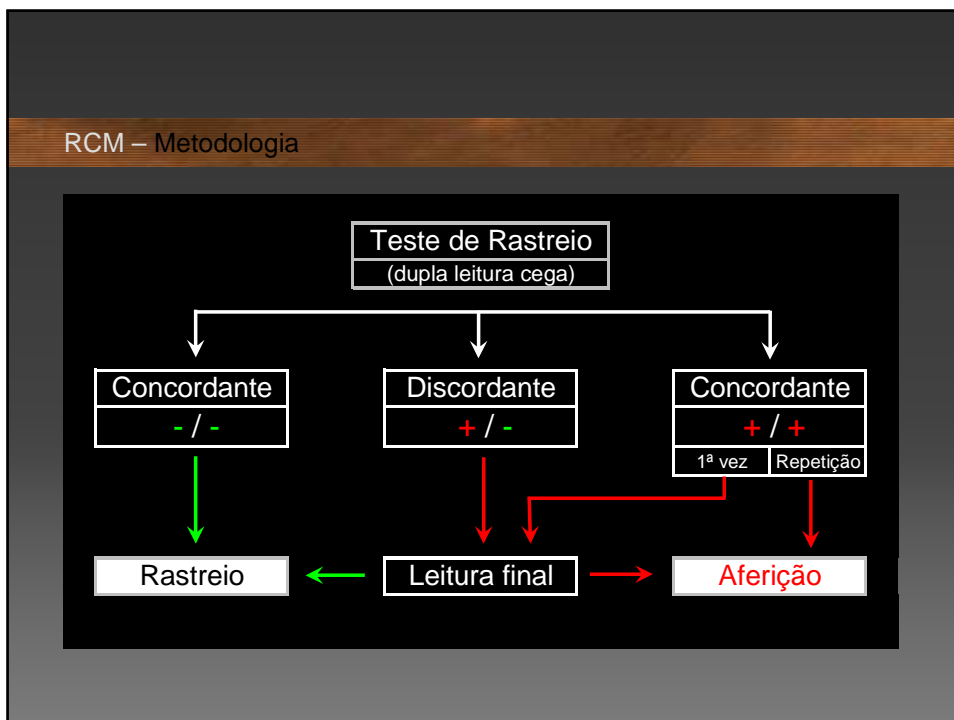 RCM – Metodologia
Teste de Rastreio
(dupla leitura cega)
Concordante
- / -
Discordante
+ / -
Concordante
+ / +
1ª vez
Repetição
Rastreio
Leitura final
Aferição